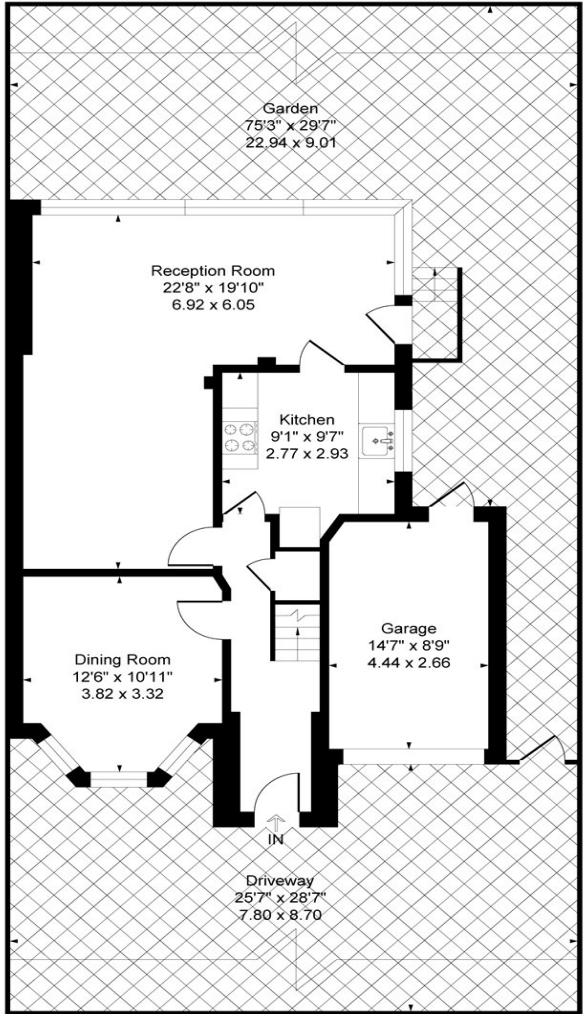 Garden
75'3" x 29'7"
22.94 x 9.01
Reception Room
22'8" x 19'10"
6.92 x 6.05
Kitchen
9'1" x 9'7"
2.77 x 2.93
Garage
14'7" x 8'9"
4.44 x 2.66
Dining Room
12'6" x 10'11"
3.82 x 3.32
IN
Driveway
25'7" x 28'7"
7.80 x 8.70